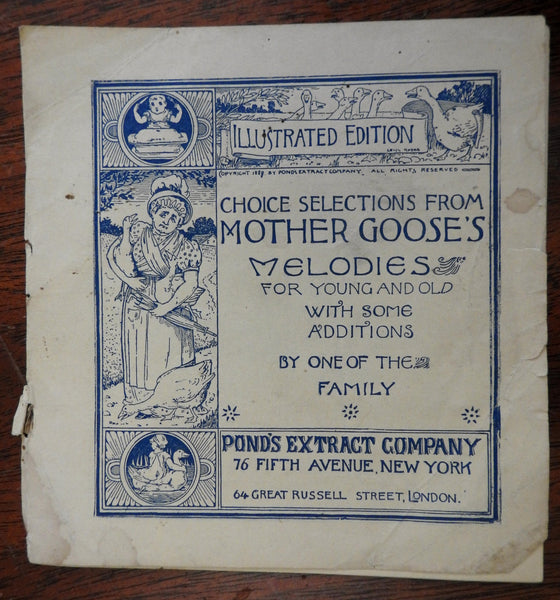 ILLUSTRATED EDITION
COPYRIGHT 1889 BY POND'S EXTRACT COMPANY. ALL RIGHTS RESERVED
CHOICE SELECTIONS FROM
MOTHER GOOSE'S
MELODIES
FOR YOUNG AND OLD
WITH SOME
ADDITIONS
BY ONE OF THE
FAMILY
POND'S EXTRACT COMPANY
76 FIFTH AVENUE, NEW YORK
64 GREAT RUSSELL STREET, LONDON.